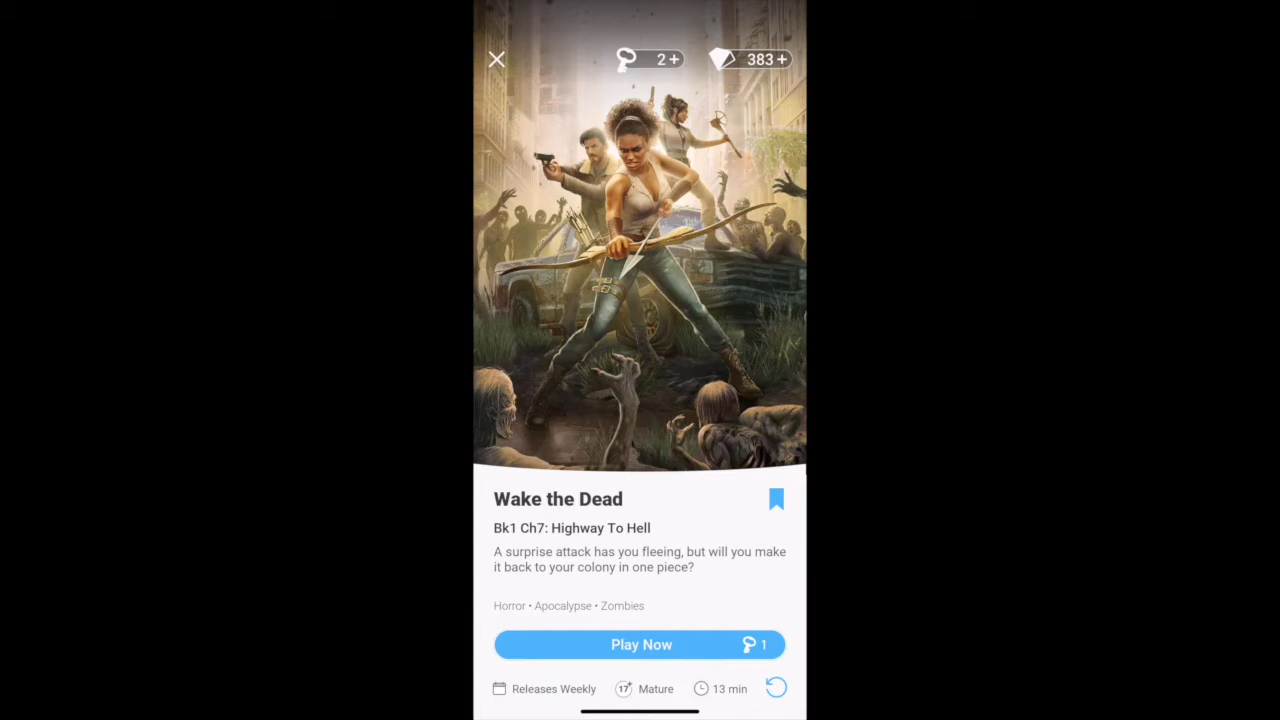 2+
383+
Wake the Dead
Bk1 Ch7: Highway To Hell
A surprise attack has you fleeing, but will you make
it back to your colony in one piece?
Horror • Apocalypse • Zombies
Play Now 1
Releases Weekly 17+ Mature 13 min